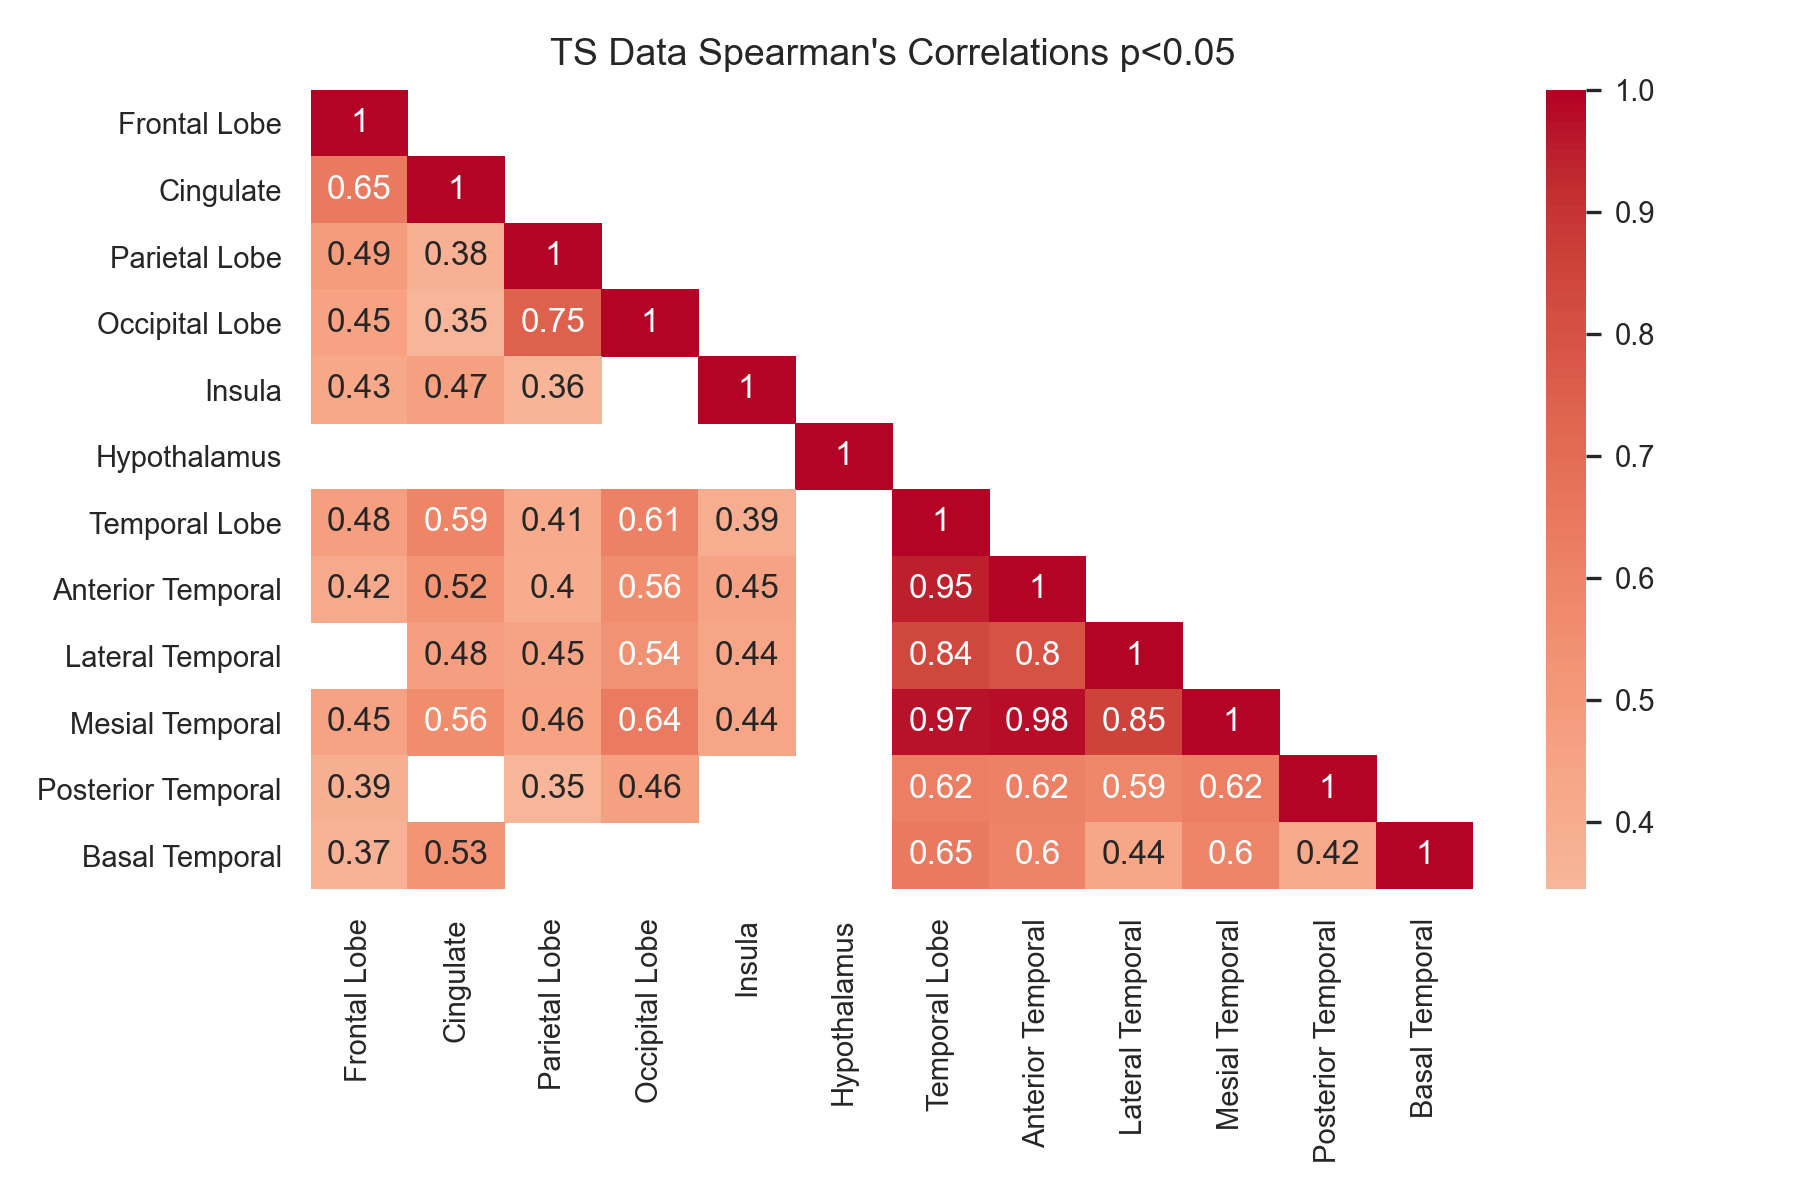 TS Data Spearman's Correlations p<0.05
Frontal Lobe 1
Cingulate 0.65 1
Parietal Lobe 0.49 0.38 1
Occipital Lobe 0.45 0.35 0.75 1
Insula 0.43 0.47 0.36 1
Hypothalamus 1
Temporal Lobe 0.48 0.59 0.41 0.61 0.39 1
Anterior Temporal 0.42 0.52 0.4 0.56 0.45 0.95 1
Lateral Temporal 0.48 0.45 0.54 0.44 0.84 0.8 1
Mesial Temporal 0.45 0.56 0.46 0.64 0.44 0.97 0.98 0.85 1
Posterior Temporal 0.39 0.35 0.46 0.62 0.62 0.59 0.62 1
Basal Temporal 0.37 0.53 0.65 0.6 0.44 0.6 0.42 1
Frontal Lobe
Cingulate
Parietal Lobe
Occipital Lobe
Insula
Hypothalamus
Temporal Lobe
Anterior Temporal
Lateral Temporal
Mesial Temporal
Posterior Temporal
Basal Temporal
1.0
0.9
0.8
0.7
0.6
0.5
0.4